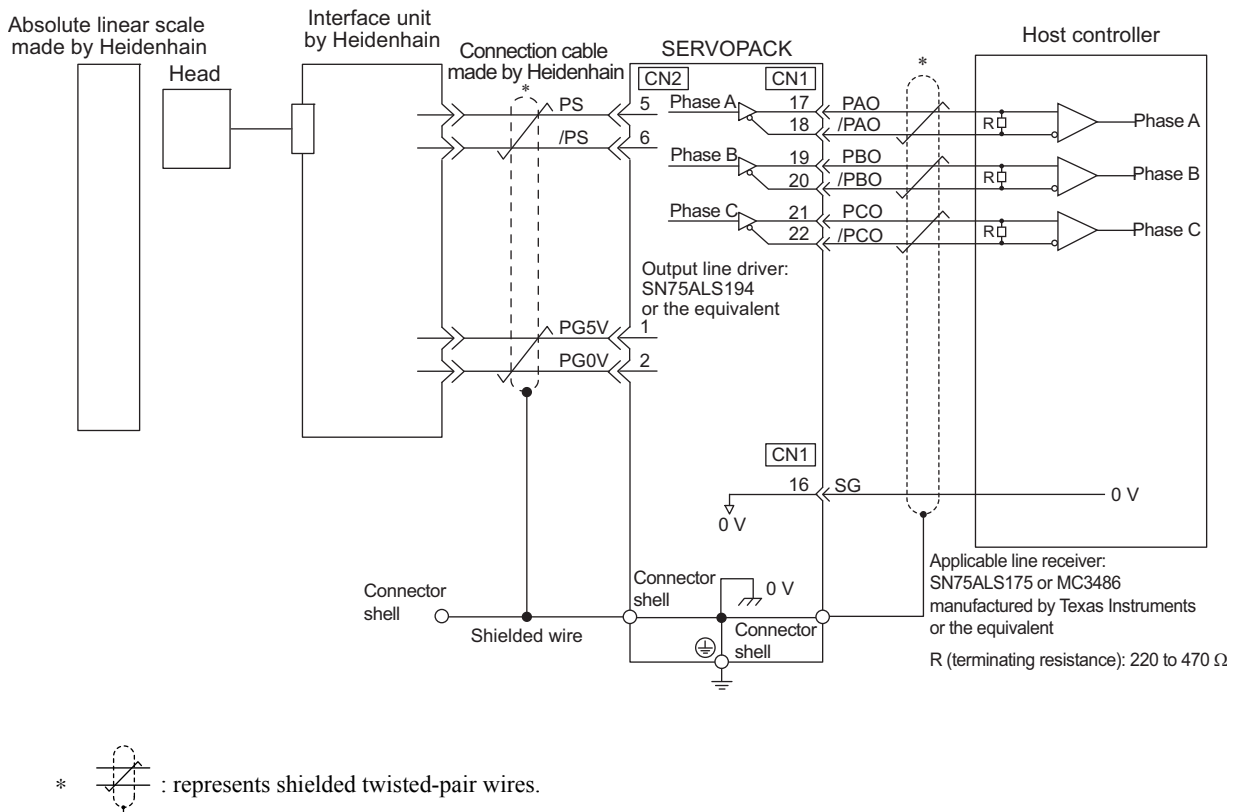 Absolute linear scale
made by Heidenhain
Head
Interface unit
by Heidenhain
Connection cable
made by Heidenhain
*
SERVOPACK
Host controller
*
CN2
CN1
PS
5
/PS
6
Phase A
17
PAO
18
/PAO
R
Phase A
Phase B
19
PBO
20
/PBO
R
Phase B
Phase C
21
PCO
22
/PCO
R
Phase C
Output line driver:
SN75ALS194
or the equivalent
PG5V
1
PG0V
2
CN1
16
SG
0 V
0 V
Applicable line receiver:
SN75ALS175 or MC3486
manufactured by Texas Instruments
or the equivalent
R (terminating resistance): 220 to 470 Ω
Connector
shell
Shielded wire
Connector
shell
0 V
Connector
shell
* : represents shielded twisted-pair wires.